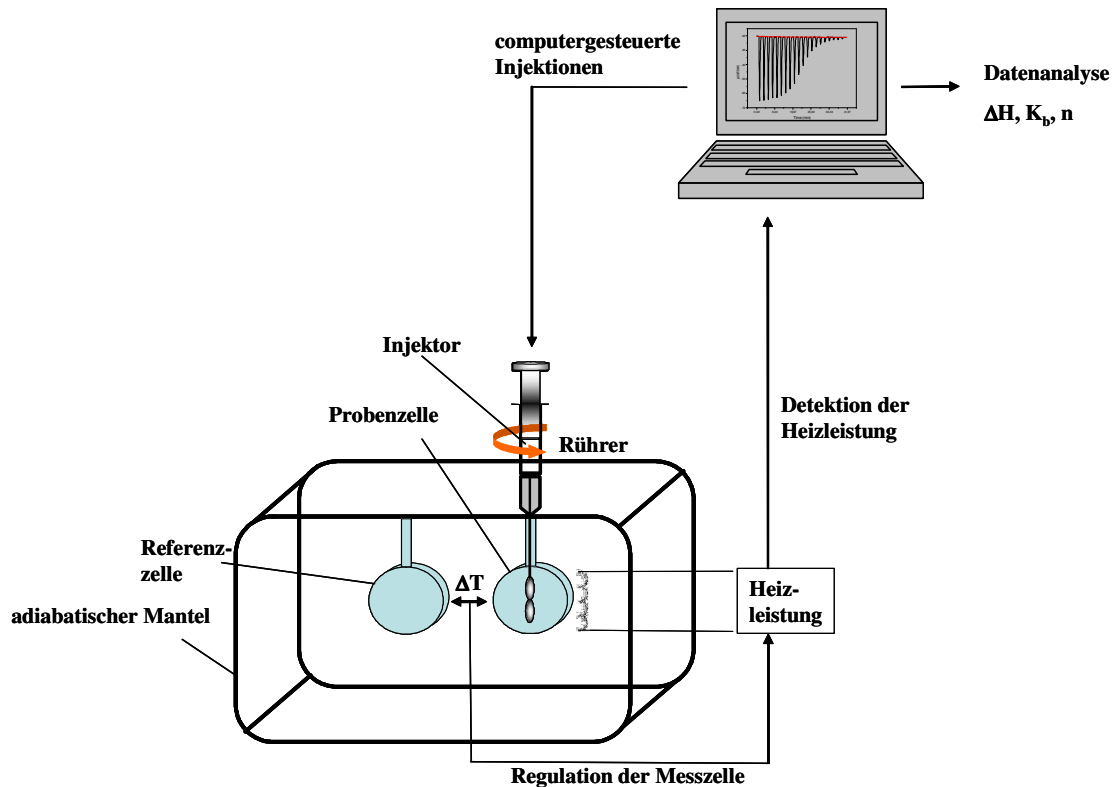 computergesteuerte
Injektionen
Datenanalyse
ΔH, K_b, n
Injektor
Probenzelle
Rührer
Detektion der
Heizleistung
Referenz-
zelle
ΔT
adiabatischer Mantel
Heiz-
leistung
Regulation der Messzelle